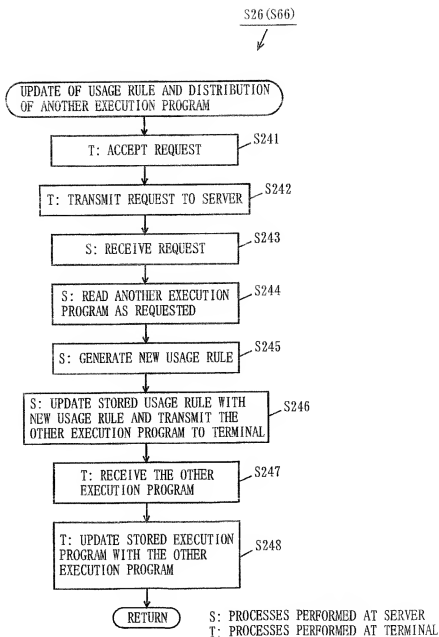 S26(S66)
UPDATE OF USAGE RULE AND DISTRIBUTION
OF ANOTHER EXECUTION PROGRAM
S241
T: ACCEPT REQUEST
S242
T: TRANSMIT REQUEST TO SERVER
S243
S: RECEIVE REQUEST
S244
S: READ ANOTHER EXECUTION
PROGRAM AS REQUESTED
S245
S: GENERATE NEW USAGE RULE
S246
S: UPDATE STORED USAGE RULE WITH
NEW USAGE RULE AND TRANSMIT THE
OTHER EXECUTION PROGRAM TO TERMINAL
S247
T: RECEIVE THE OTHER
EXECUTION PROGRAM
S248
T: UPDATE STORED EXECUTION
PROGRAM WITH THE OTHER
EXECUTION PROGRAM
RETURN
S: PROCESSES PERFORMED AT SERVER
T: PROCESSES PERFORMED AT TERMINAL